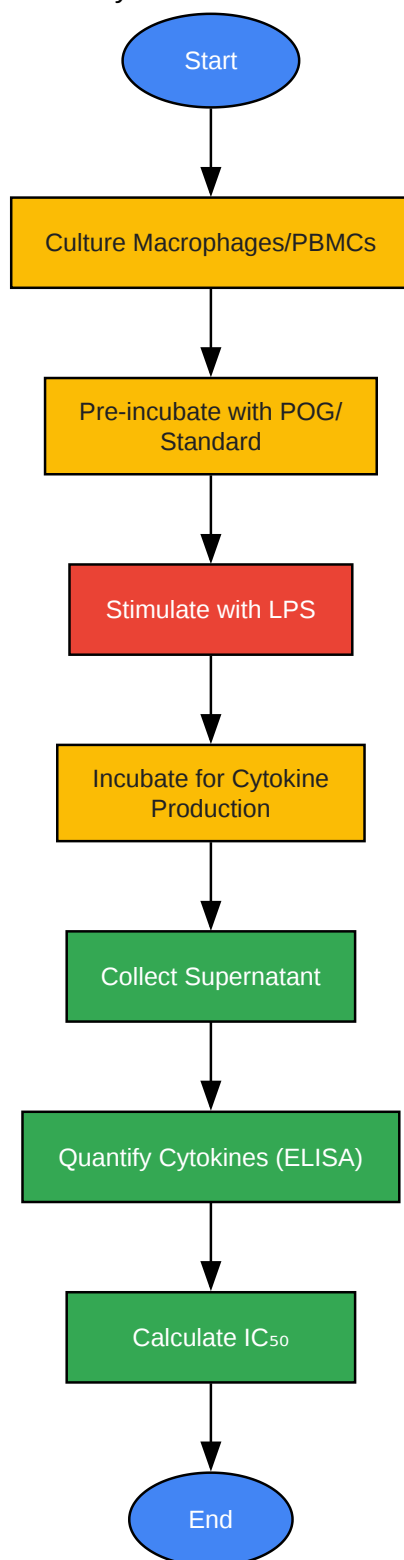 Start
Culture Macrophages/PBMCs
Pre-incubate with POG/
Standard
Stimulate with LPS
Incubate for Cytokine
Production
Collect Supernatant
Quantify Cytokines (ELISA)
Calculate IC₅₀
End